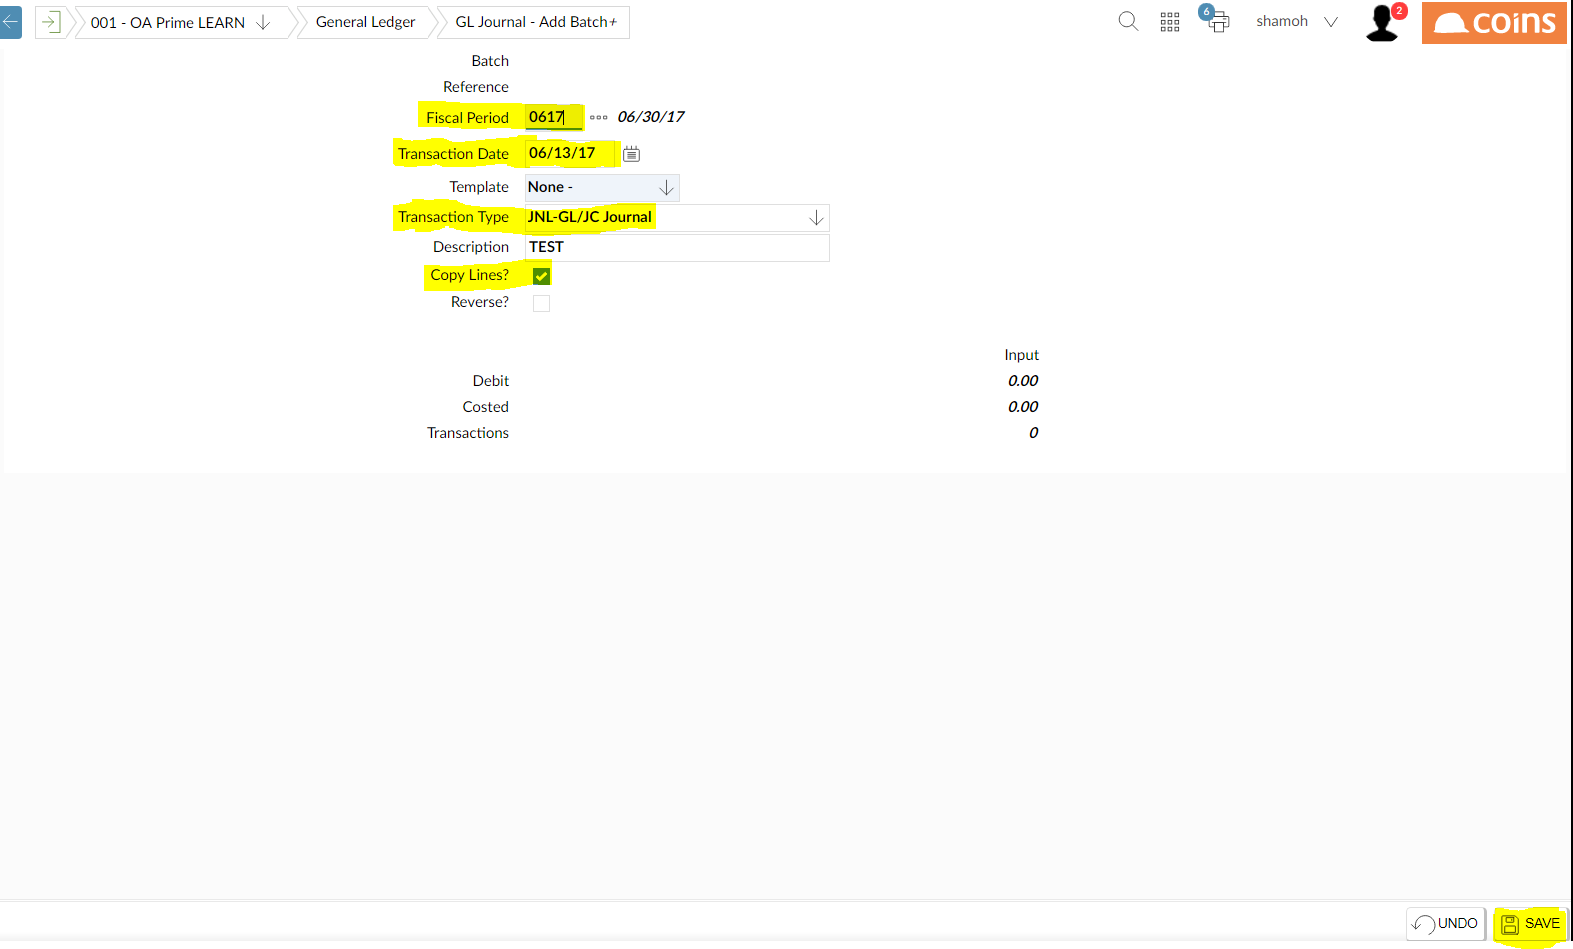 001 - OA Prime LEARN General Ledger GL Journal - Add Batch+ 6 shamoh 2 coins
Batch
Reference
Fiscal Period 0617 06/30/17
Transaction Date 06/13/17
Template None -
Transaction Type JNL-GL/JC Journal
Description TEST
Copy Lines?
Reverse?
Input
Debit 0.00
Costed 0.00
Transactions 0
UNDO SAVE